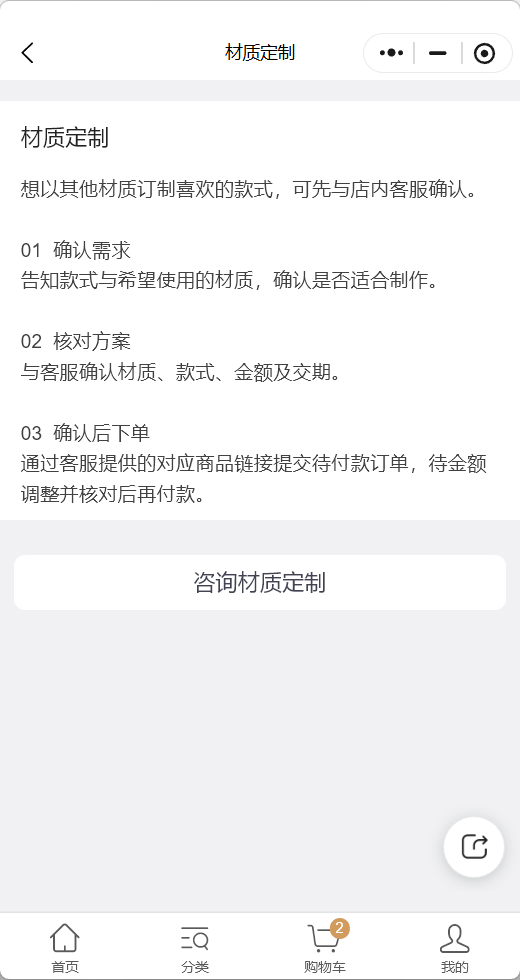 材质定制
材质定制
想以其他材质订制喜欢的款式，可先与店内客服确认。
01 确认需求
告知款式与希望使用的材质，确认是否适合制作。
02 核对方案
与客服确认材质、款式、金额及交期。
03 确认后下单
通过客服提供的对应商品链接提交待付款订单，待金额
调整并核对后再付款。
咨询材质定制
2
首页 分类 购物车 我的